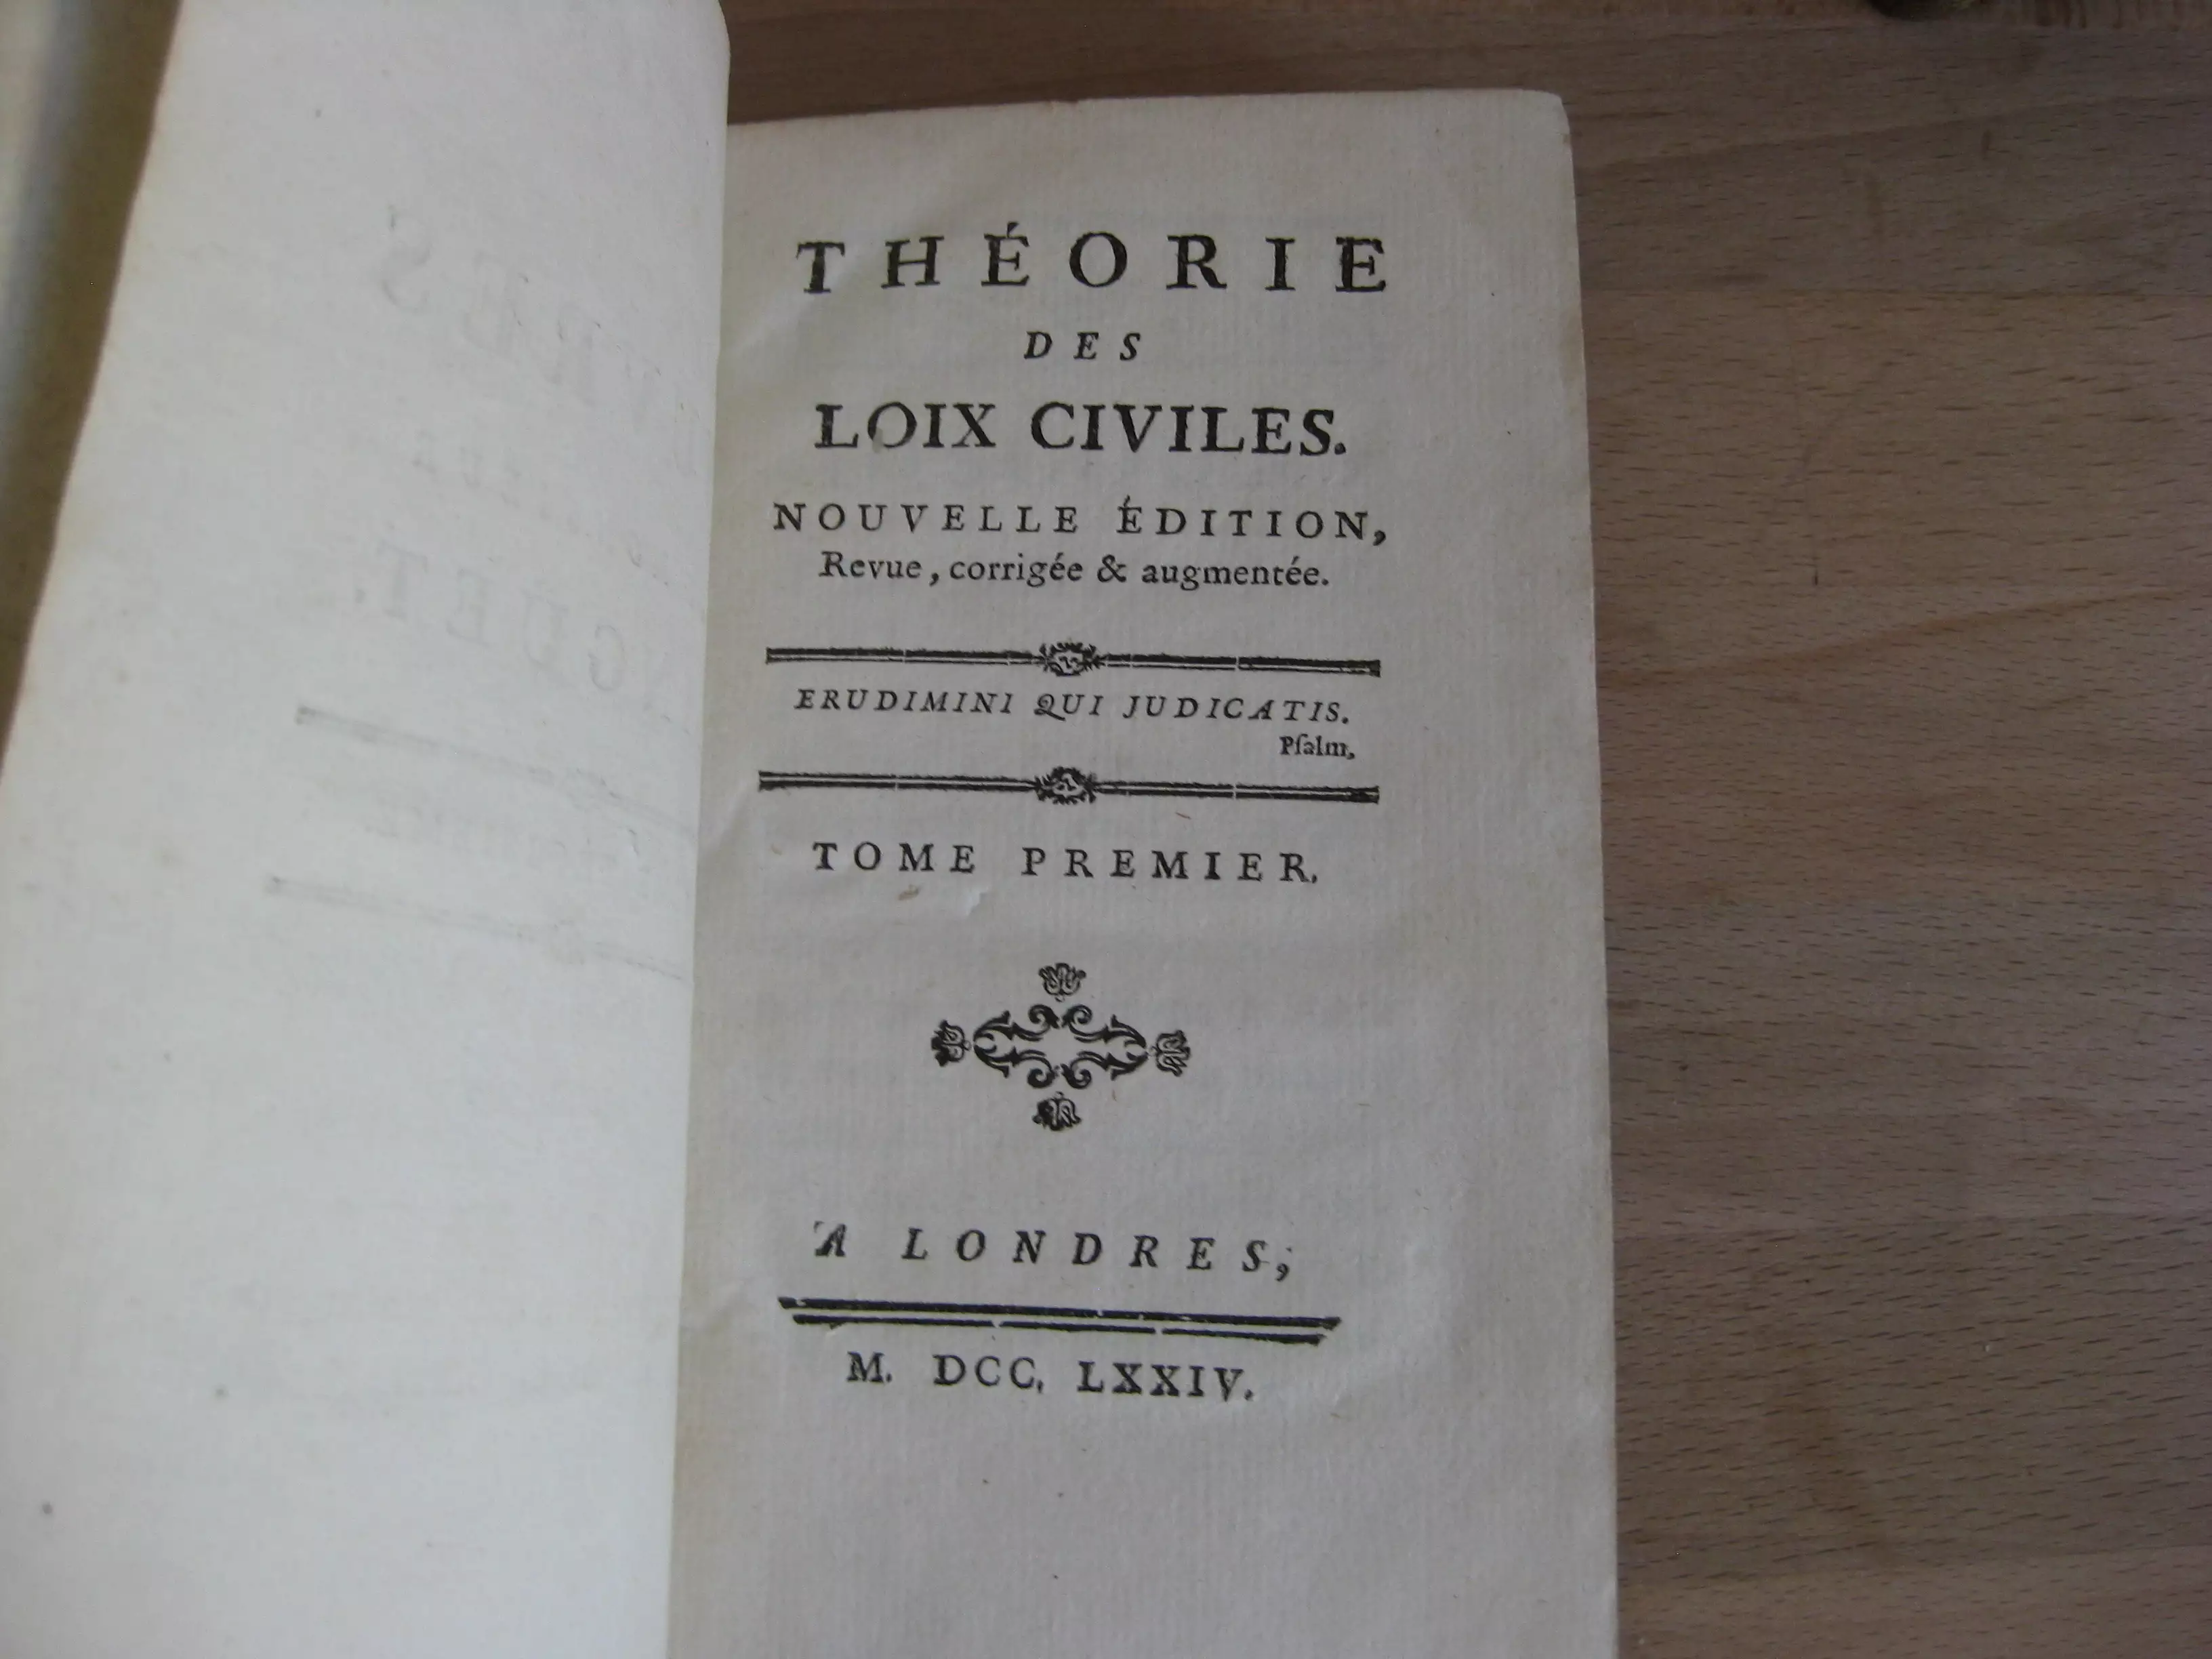 THÉORIE
DES
LOIX CIVILES.
NOUVELLE ÉDITION,
Revue, corrigée & augmentée.
ERUDIMINI QUI JUDICATIS.
Pſalm,
TOME PREMIER.
'A LONDRES,
M. DCC. LXXIV.